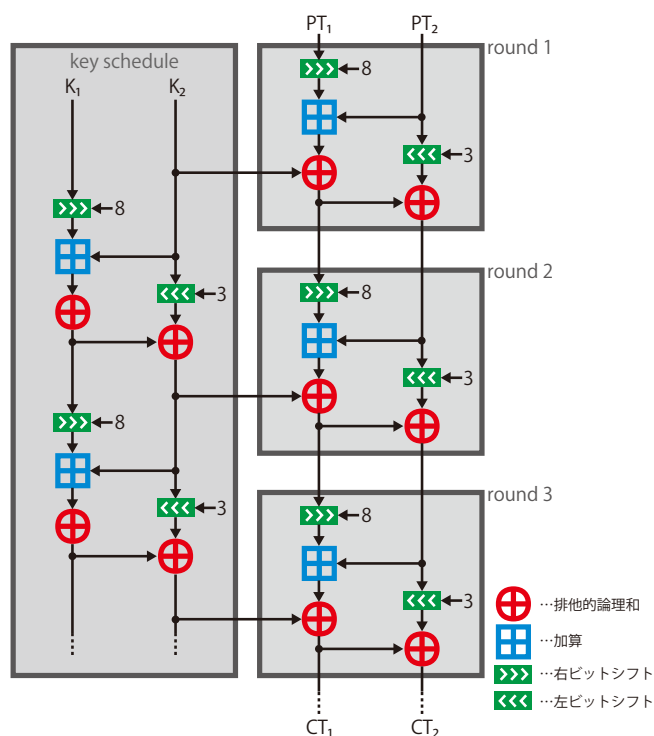 PT₁
PT₂
round 1
key schedule
K₁
K₂
8
3
8
3
round 2
8
3
8
3
round 3
8
3
CT₁
CT₂
…排他的論理和
…加算
…右ビットシフト
…左ビットシフト